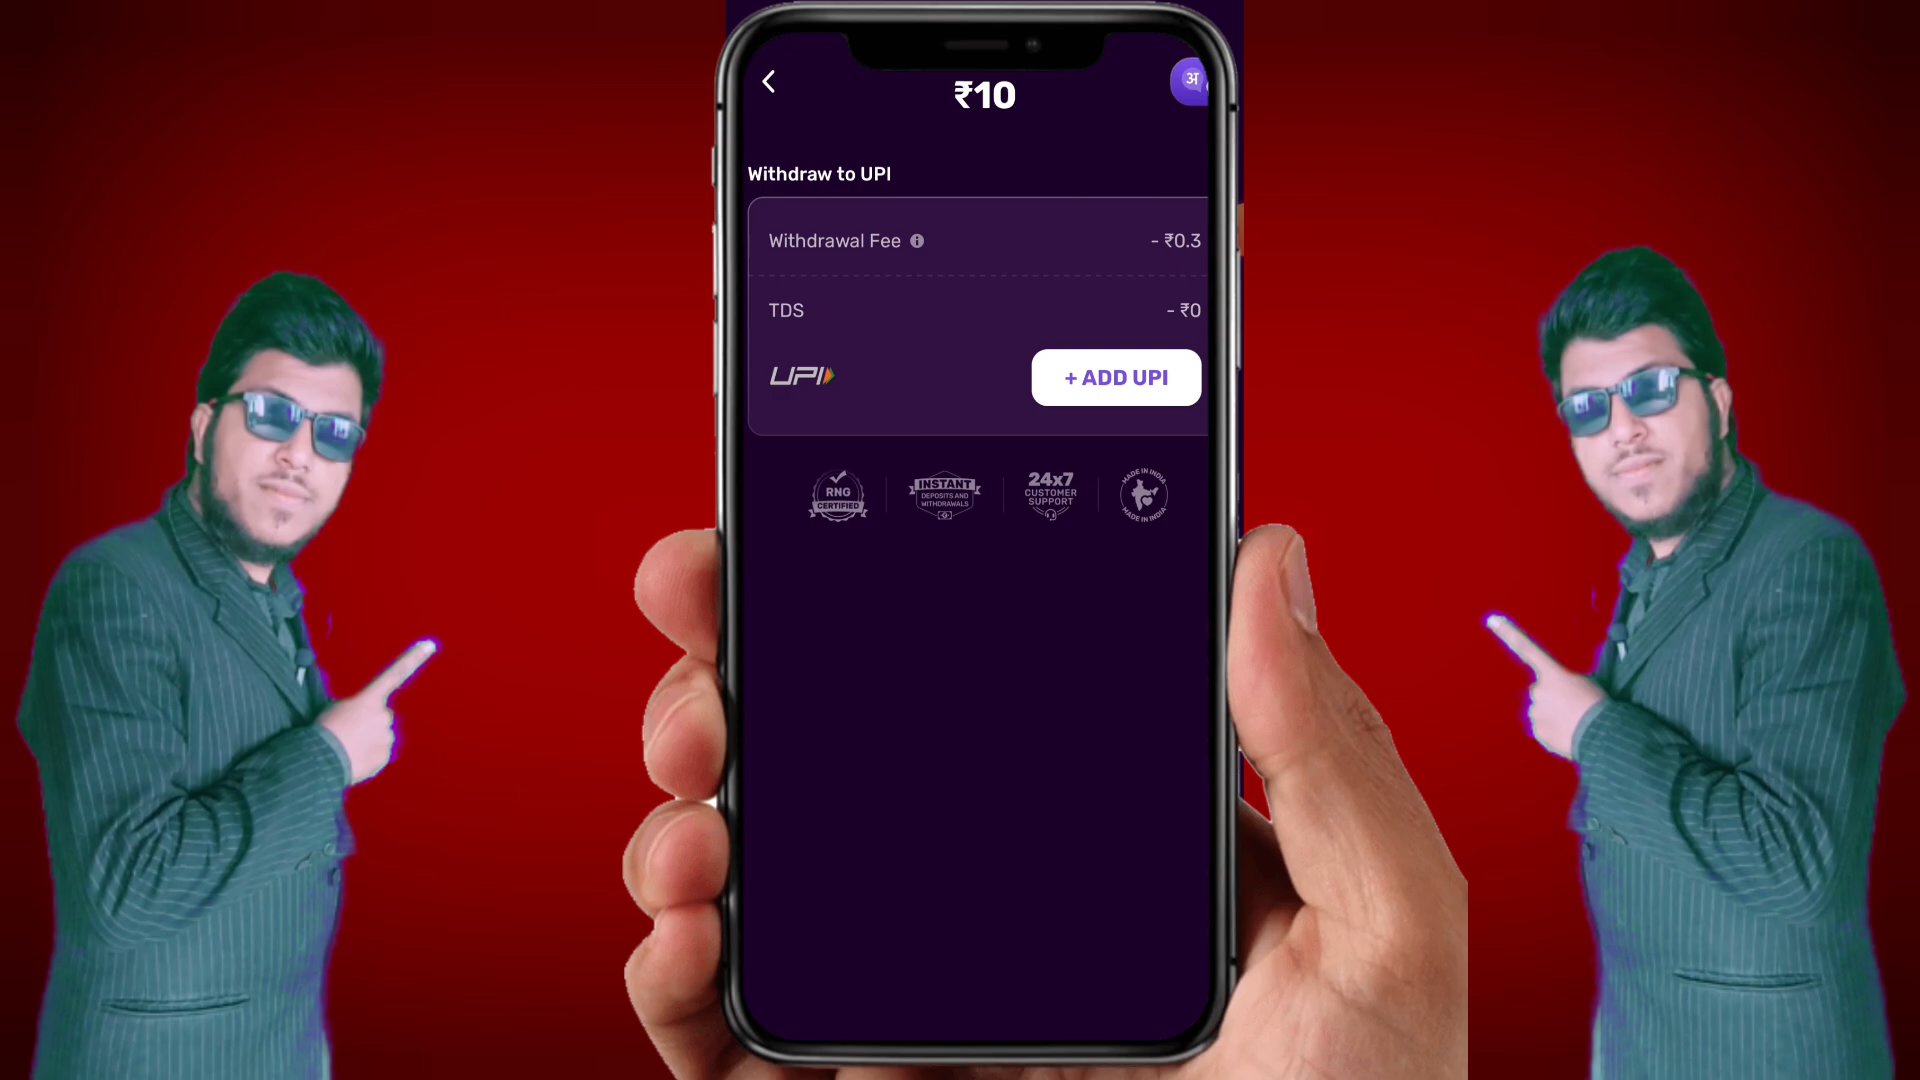 ₹10
अ
Withdraw to UPI
Withdrawal Fee
- ₹0.3
TDS
- ₹0
UPI
+ ADD UPI
RNG
CERTIFIED
INSTANT
DEPOSITS AND
WITHDRAWALS
24x7
CUSTOMER
SUPPORT
MADE IN INDIA
MADE IN INDIA